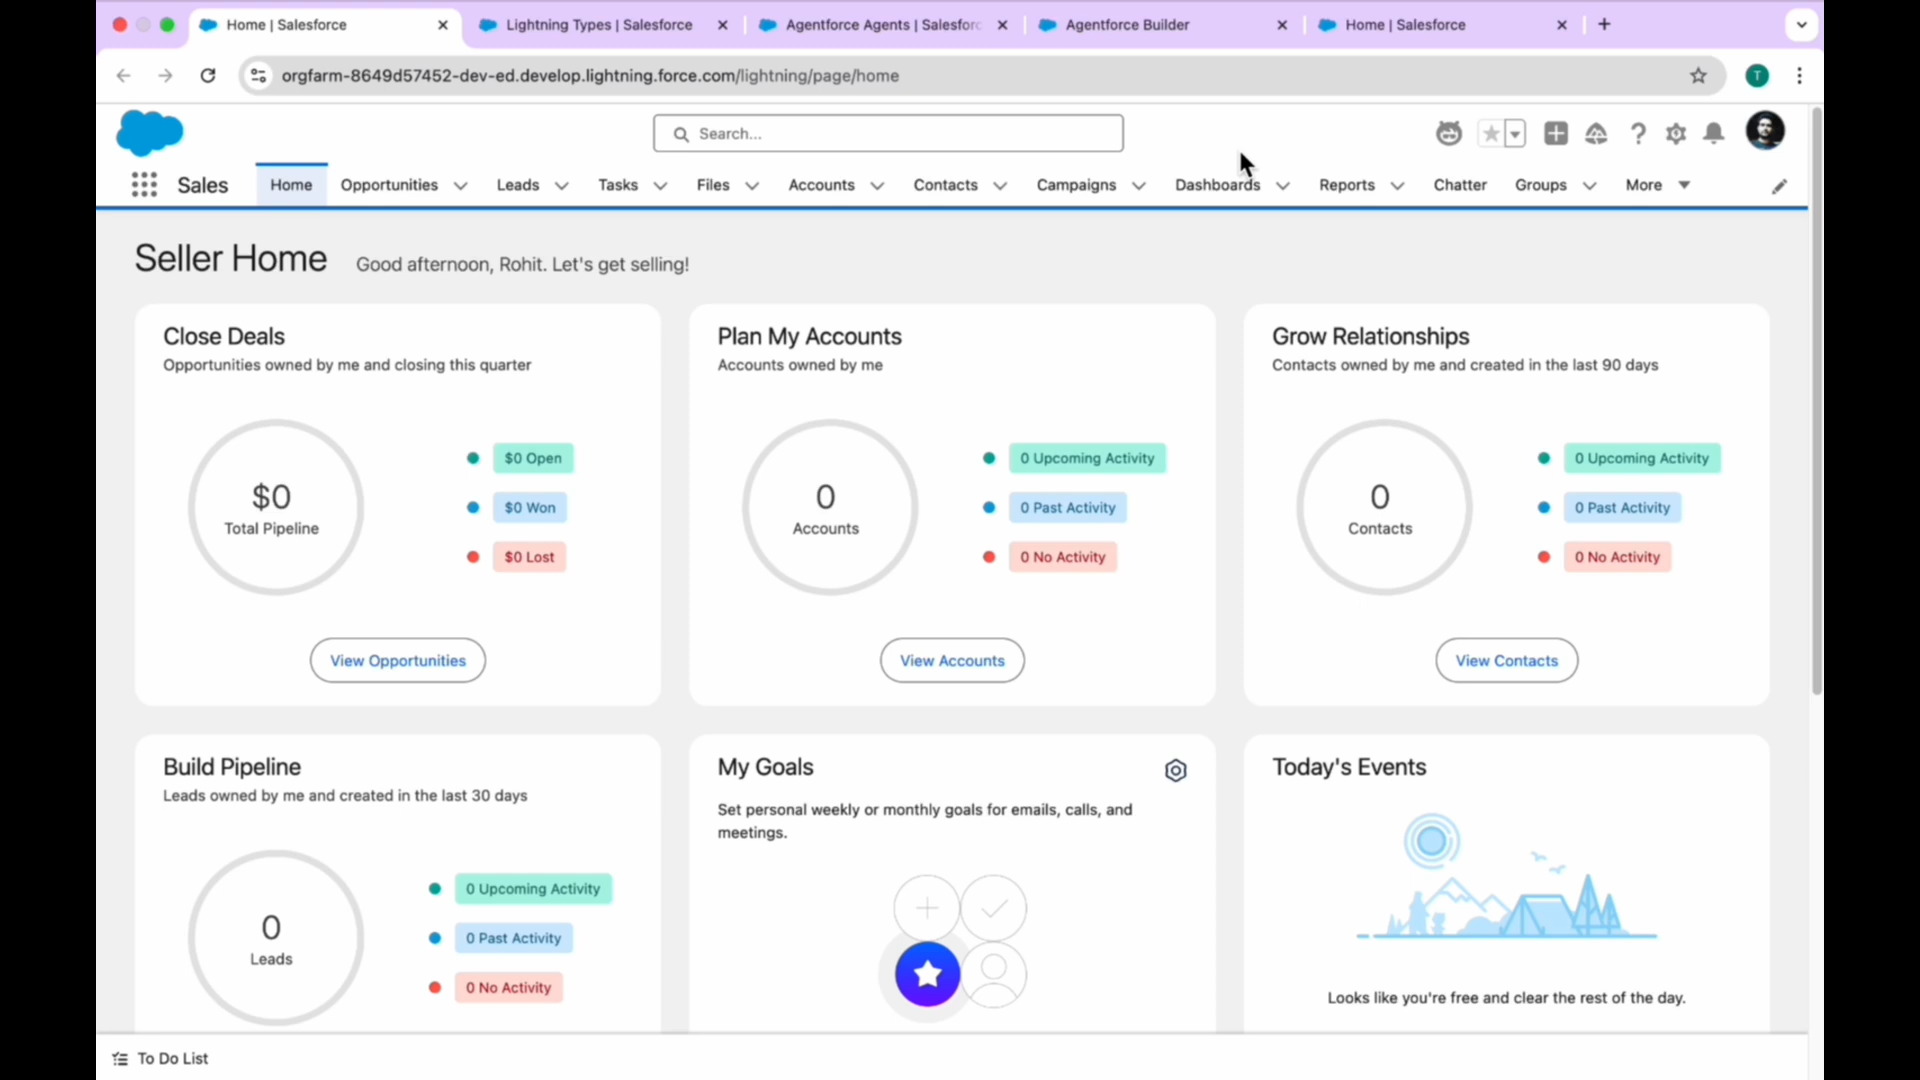 Home | Salesforce
Lightning Types | Salesforce
Agentforce Agents | Salesforc
Agentforce Builder
Home | Salesforce
orgfarm-8649d57452-dev-ed.develop.lightning.force.com/lightning/page/home
T
Search...
Sales
Home
Opportunities
Leads
Tasks
Files
Accounts
Contacts
Campaigns
Dashboards
Reports
Chatter
Groups
More
Seller Home
Good afternoon, Rohit. Let's get selling!
Close Deals
Opportunities owned by me and closing this quarter
$0
Total Pipeline
$0 Open
$0 Won
$0 Lost
View Opportunities
Plan My Accounts
Accounts owned by me
0
Accounts
0 Upcoming Activity
0 Past Activity
0 No Activity
View Accounts
Grow Relationships
Contacts owned by me and created in the last 90 days
0
Contacts
0 Upcoming Activity
0 Past Activity
0 No Activity
View Contacts
Build Pipeline
Leads owned by me and created in the last 30 days
0
Leads
0 Upcoming Activity
0 Past Activity
0 No Activity
My Goals
Set personal weekly or monthly goals for emails, calls, and
meetings.
Today's Events
Looks like you're free and clear the rest of the day.
To Do List